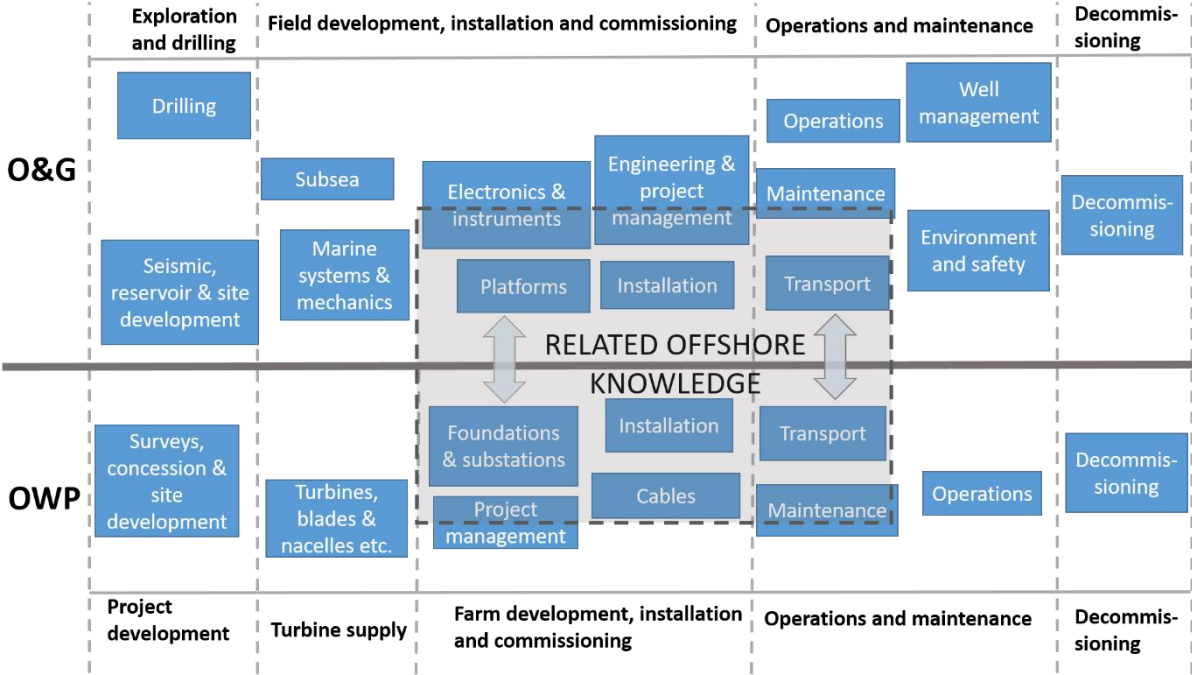 Exploration
and drilling
Field development, installation and commissioning
Operations and maintenance
Decommis-
sioning
O&G
Drilling
Seismic,
reservoir & site
development
Subsea
Marine
systems &
mechanics
Electronics &
instruments
Engineering &
project
management
Platforms
Installation
Operations
Well
management
Maintenance
Transport
Environment
and safety
Decommis-
sioning
RELATED OFFSHORE
KNOWLEDGE
OWP
Surveys,
concession &
site
development
Turbines,
blades &
nacelles etc.
Foundations
& substations
Project
management
Installation
Cables
Transport
Maintenance
Operations
Decommis-
sioning
Project
development
Turbine supply
Farm development, installation
and commissioning
Operations and maintenance
Decommis-
sioning